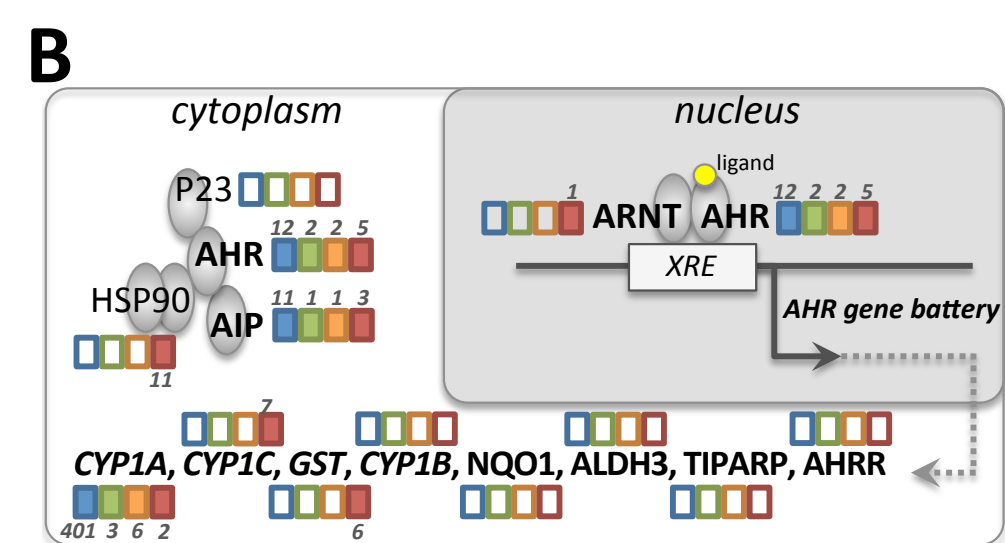 B
cytoplasm
nucleus
ligand
P23
1
ARNT
AHR
12 2 2 5
12 2 2 5
AHR
XRE
HSP90
11 1 1 3
AIP
11
AHR gene battery
7
CYP1A, CYP1C, GST, CYP1B, NQO1, ALDH3, TIPARP, AHRR
401 3 6 2
6